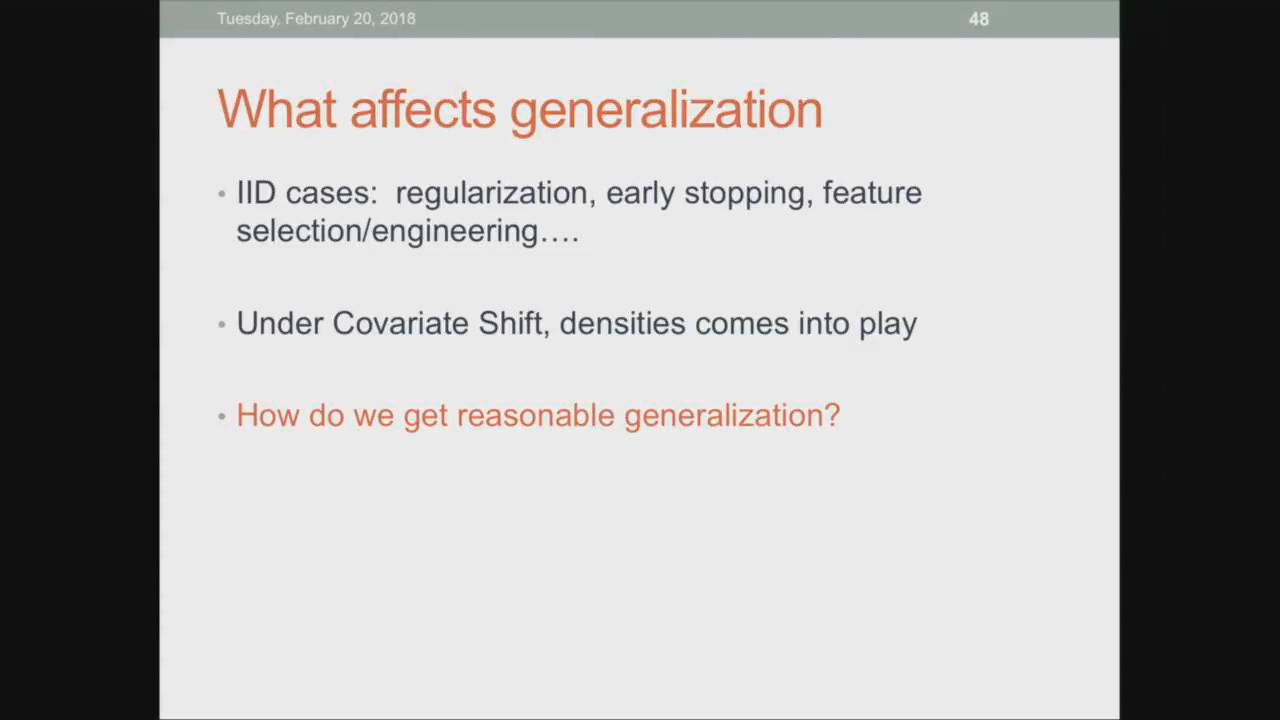 Tuesday, February 20, 2018 48
What affects generalization
• IID cases:  regularization, early stopping, feature
selection/engineering….
• Under Covariate Shift, densities comes into play
• How do we get reasonable generalization?